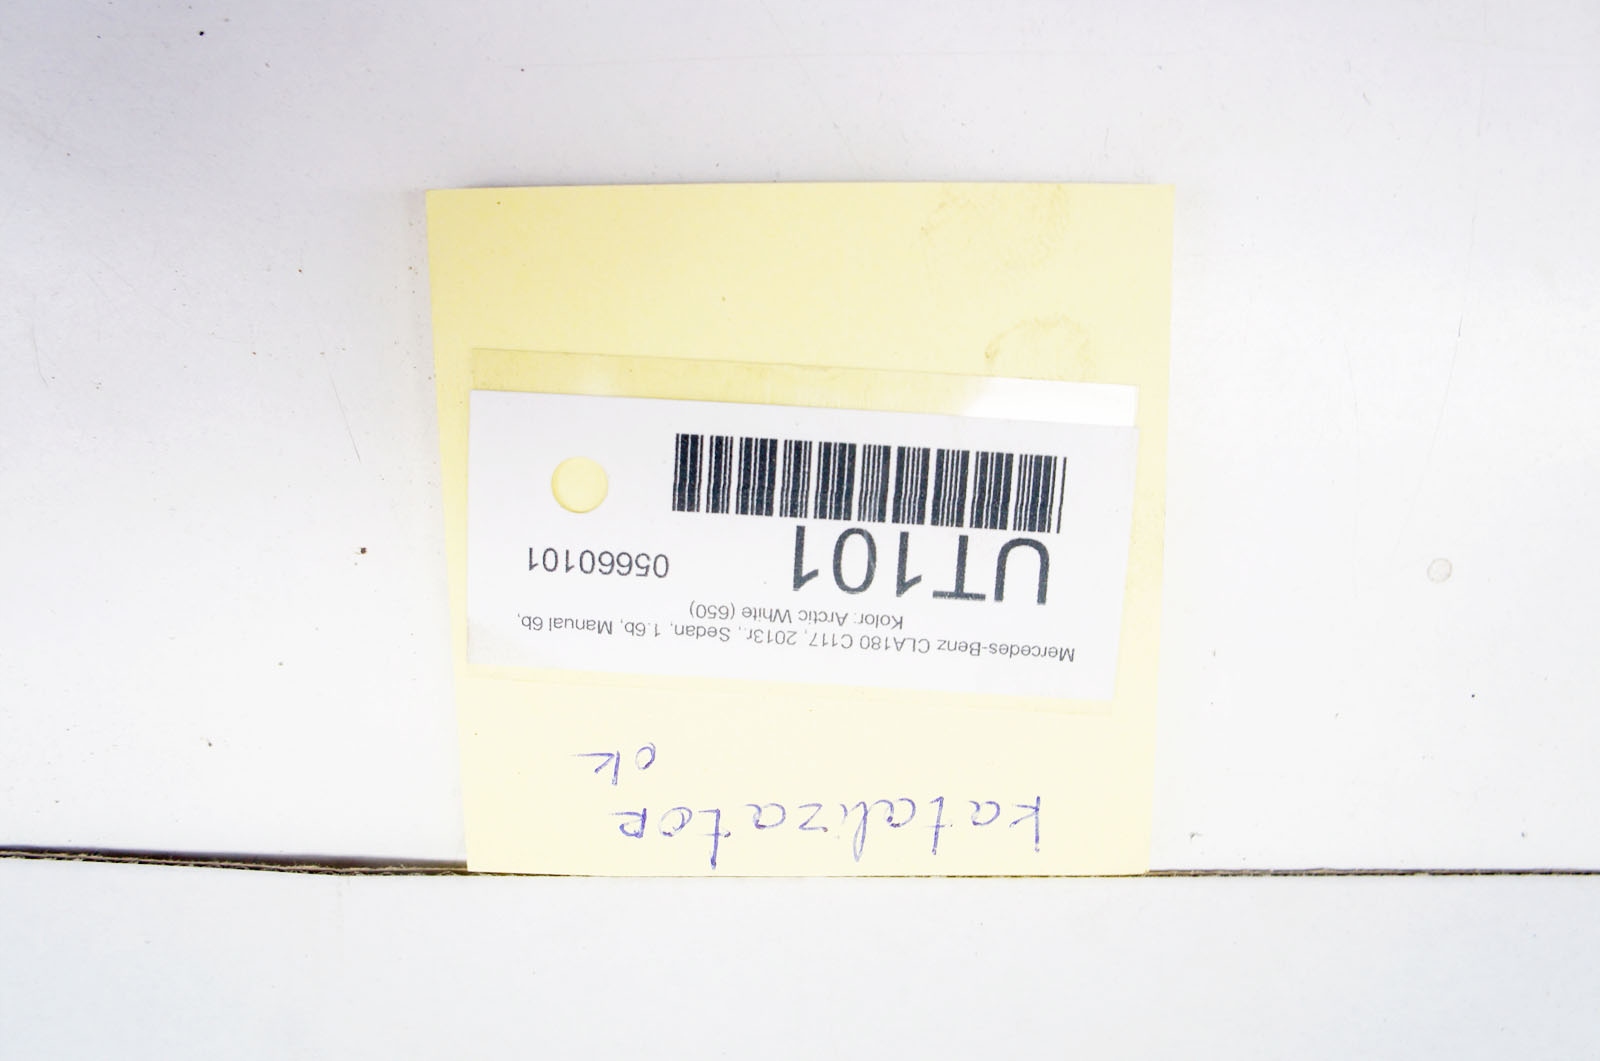 katalizator
ok
Mercedes-Benz CLA180 C117, 2013r., Sedan, 1.6b, Manual 6b,
Kolor: Arctic White (650)
UT101 05660101